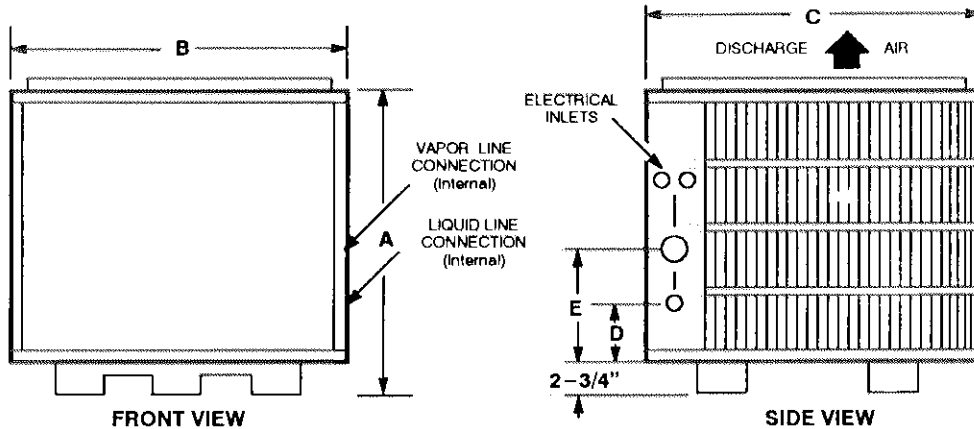 B
VAPOR LINE
CONNECTION
(Internal)
LIQUID LINE
CONNECTION
(Internal)
A
FRONT VIEW
C
DISCHARGE AIR
ELECTRICAL
INLETS
E
D
2-3/4"
SIDE VIEW